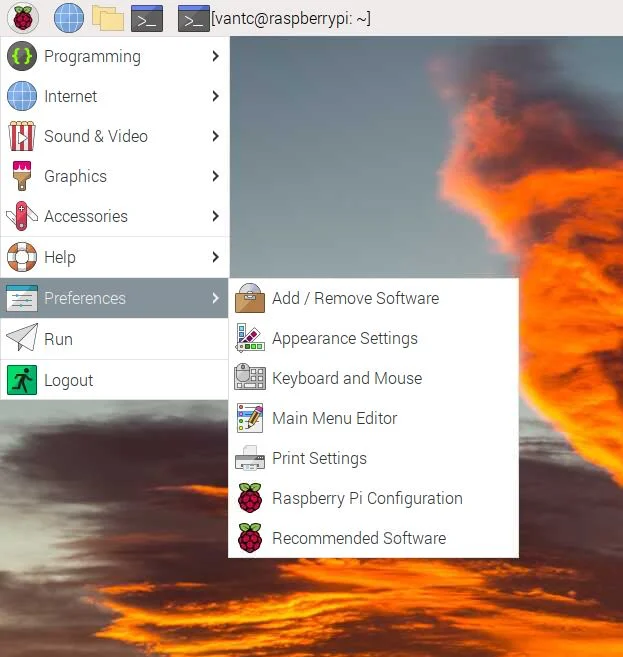 [vantc@raspberrypi: ~]
Programming
Internet
Sound & Video
Graphics
Accessories
Help
Preferences
Run
Logout
Add / Remove Software
Appearance Settings
Keyboard and Mouse
Main Menu Editor
Print Settings
Raspberry Pi Configuration
Recommended Software